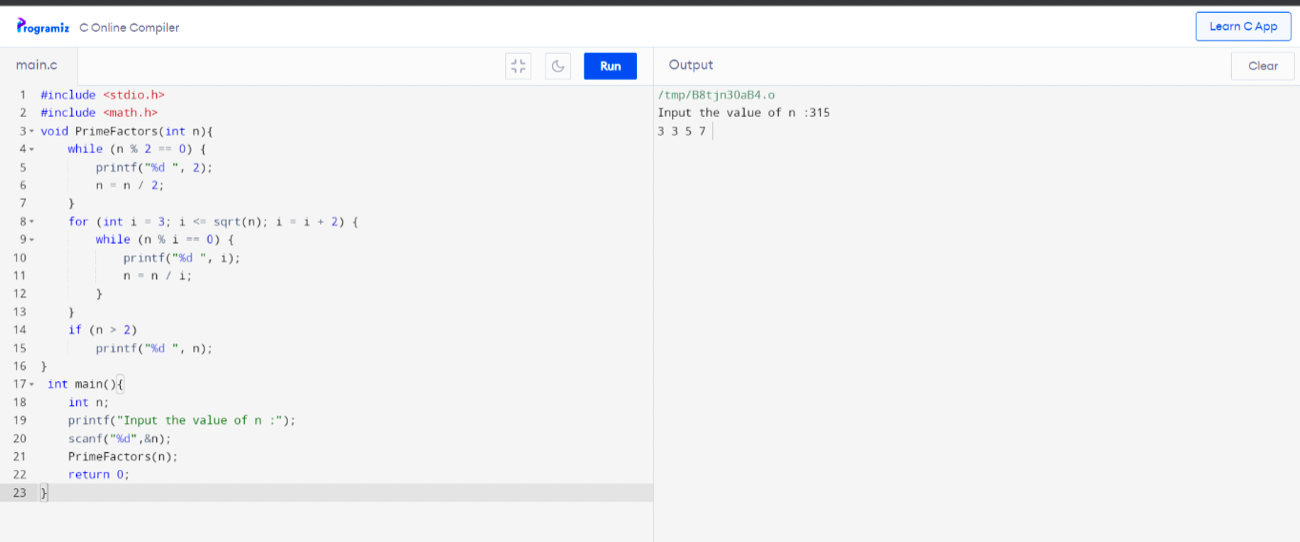 Programiz C Online Compiler Learn C App
main.c Run Output Clear
1 #include <stdio.h>
2 #include <math.h>
3 void PrimeFactors(int n){
4     while (n % 2 == 0) {
5         printf("%d ", 2);
6         n = n / 2;
7     }
8     for (int i = 3; i <= sqrt(n); i = i + 2) {
9         while (n % i == 0) {
10             printf("%d ", i);
11             n = n / i;
12         }
13     }
14     if (n > 2)
15         printf("%d ", n);
16 }
17  int main(){
18     int n;
19     printf("Input the value of n :");
20     scanf("%d",&n);
21     PrimeFactors(n);
22     return 0;
23 }
/tmp/B8tjn30aB4.o
Input the value of n :315
3 3 5 7